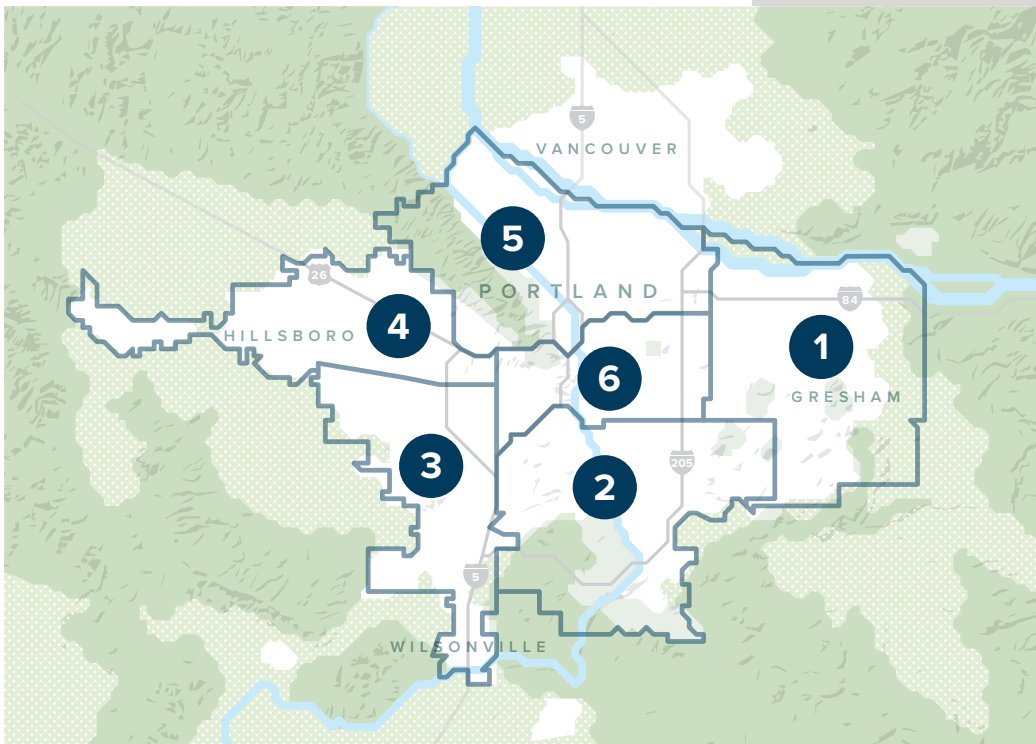 5
VANCOUVER
5
26
PORTLAND
84
HILLSBORO
4
1
6
GRESHAM
3
205
2
5
WILSONVILLE